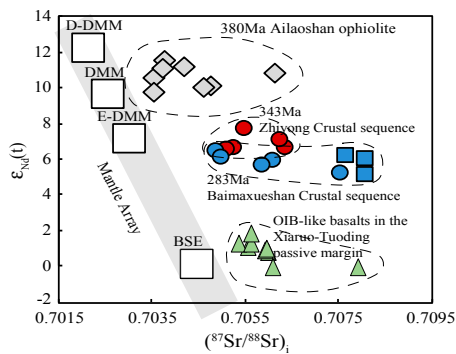 14
12
10
8
6
4
2
0
-2
εNd(t)
D-DMM
DMM
E-DMM
Mantle Array
BSE
380Ma Ailaoshan ophiolite
343Ma
Zhiyong Crustal sequence
283Ma
Baimaxueshan Crustal sequence
OIB-like basalts in the
Xiaruo-Tuoding
passive margin
0.7015 0.7035 0.7055 0.7075 0.7095
(⁸⁷Sr/⁸⁸Sr)i